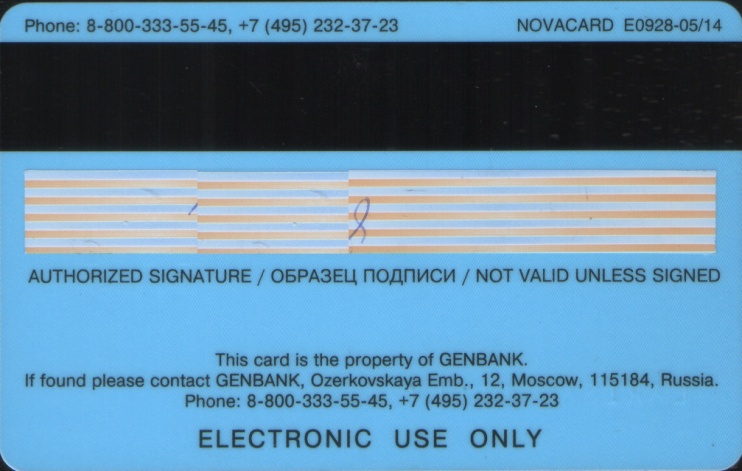 Phone: 8-800-333-55-45, +7 (495) 232-37-23 NOVACARD E0928-05/14
AUTHORIZED SIGNATURE / ОБРАЗЕЦ ПОДПИСИ / NOT VALID UNLESS SIGNED
This card is the property of GENBANK.
If found please contact GENBANK, Ozerkovskaya Emb., 12, Moscow, 115184, Russia.
Phone: 8-800-333-55-45, +7 (495) 232-37-23
ELECTRONIC USE ONLY